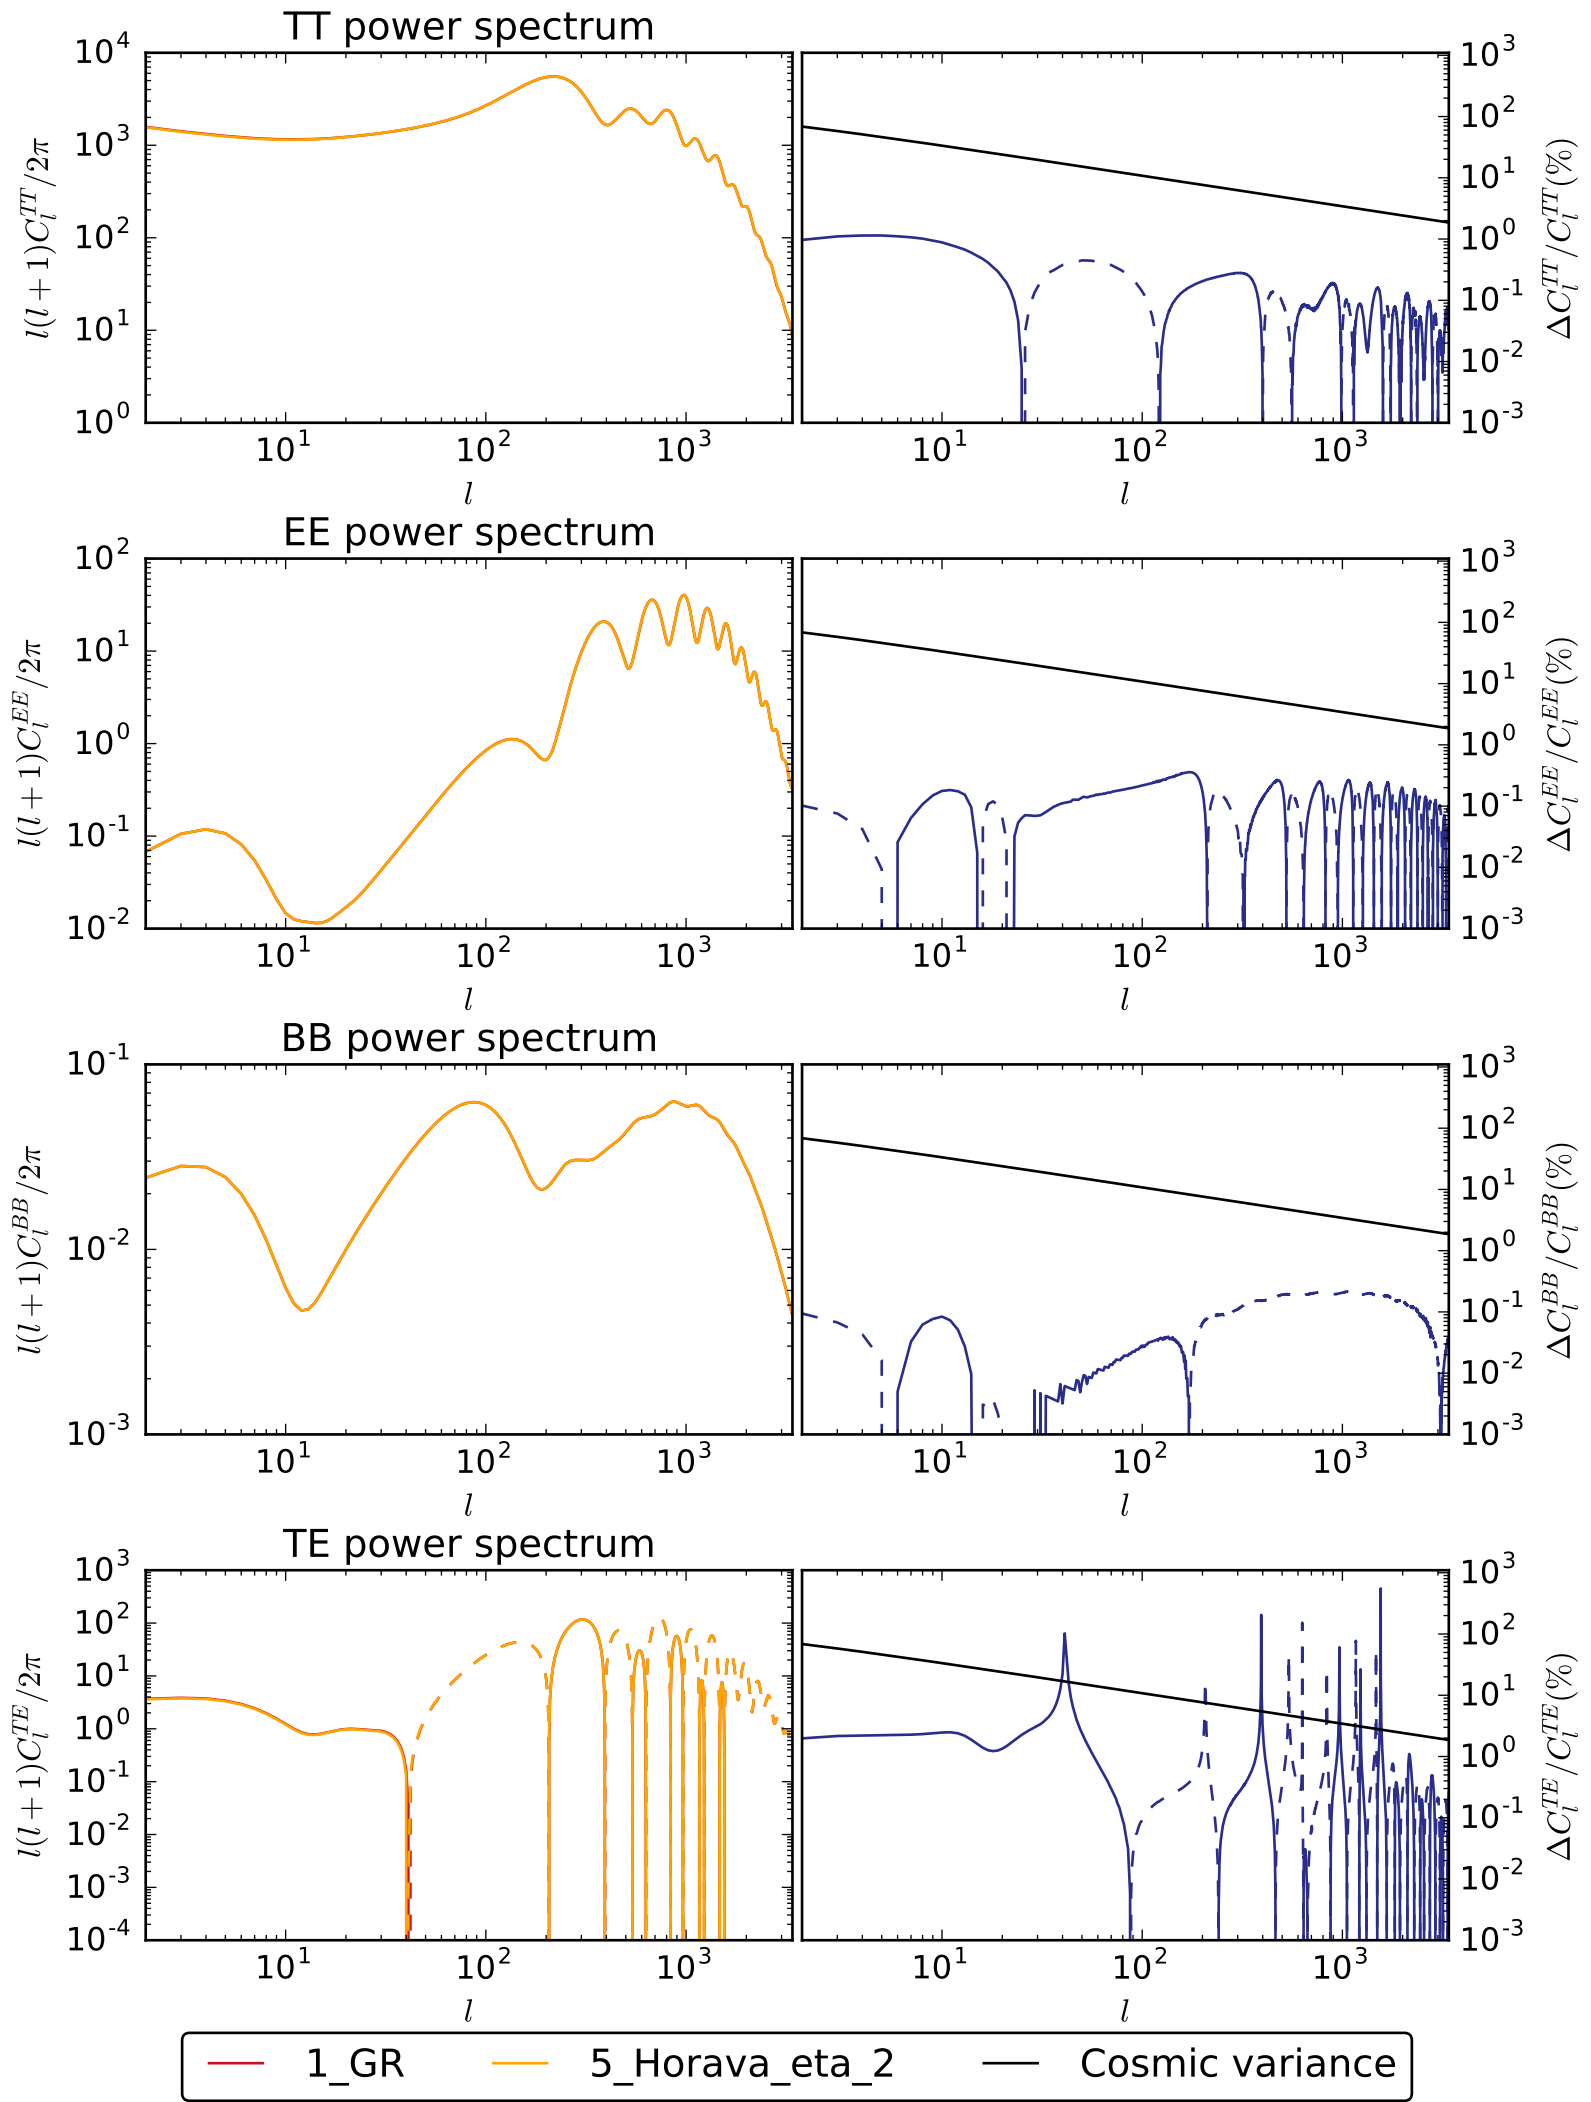 TT power spectrum
10^4
10^3
10^2
10^1
10^0
l(l + 1)C_l^{TT}/2π
10^1 10^2 10^3
l
10^3
10^2
10^1
10^0
10^-1
10^-2
10^-3
ΔC_l^{TT}/C_l^{TT}(%)
10^1 10^2 10^3
l
EE power spectrum
10^2
10^1
10^0
10^-1
10^-2
l(l + 1)C_l^{EE}/2π
10^1 10^2 10^3
l
10^3
10^2
10^1
10^0
10^-1
10^-2
10^-3
ΔC_l^{EE}/C_l^{EE}(%)
10^1 10^2 10^3
l
BB power spectrum
10^-1
10^-2
10^-3
l(l + 1)C_l^{BB}/2π
10^1 10^2 10^3
l
10^3
10^2
10^1
10^0
10^-1
10^-2
10^-3
ΔC_l^{BB}/C_l^{BB}(%)
10^1 10^2 10^3
l
TE power spectrum
10^3
10^2
10^1
10^0
10^-1
10^-2
10^-3
10^-4
l(l + 1)C_l^{TE}/2π
10^1 10^2 10^3
l
10^3
10^2
10^1
10^0
10^-1
10^-2
10^-3
ΔC_l^{TE}/C_l^{TE}(%)
10^1 10^2 10^3
l
1_GR 5_Horava_eta_2 Cosmic variance